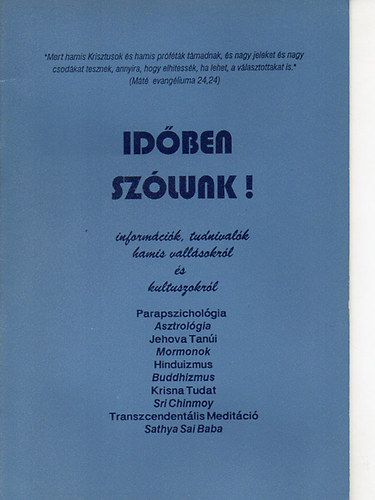 "Mert hamis Krisztusok és hamis próféták támadnak, és nagy jeleket és nagy
csodákat tesznek, annyira, hogy elhitessék, ha lehet, a választottakat is."
(Máté evangéliuma 24,24)
IDŐBEN
SZÓLUNK !
információk, tudnivalók
hamis vallásokról
és
kultuszokról
Parapszichológia
Asztrológia
Jehova Tanúi
Mormonok
Hinduizmus
Buddhizmus
Krisna Tudat
Sri Chinmoy
Transzcendentális Meditáció
Sathya Sai Baba